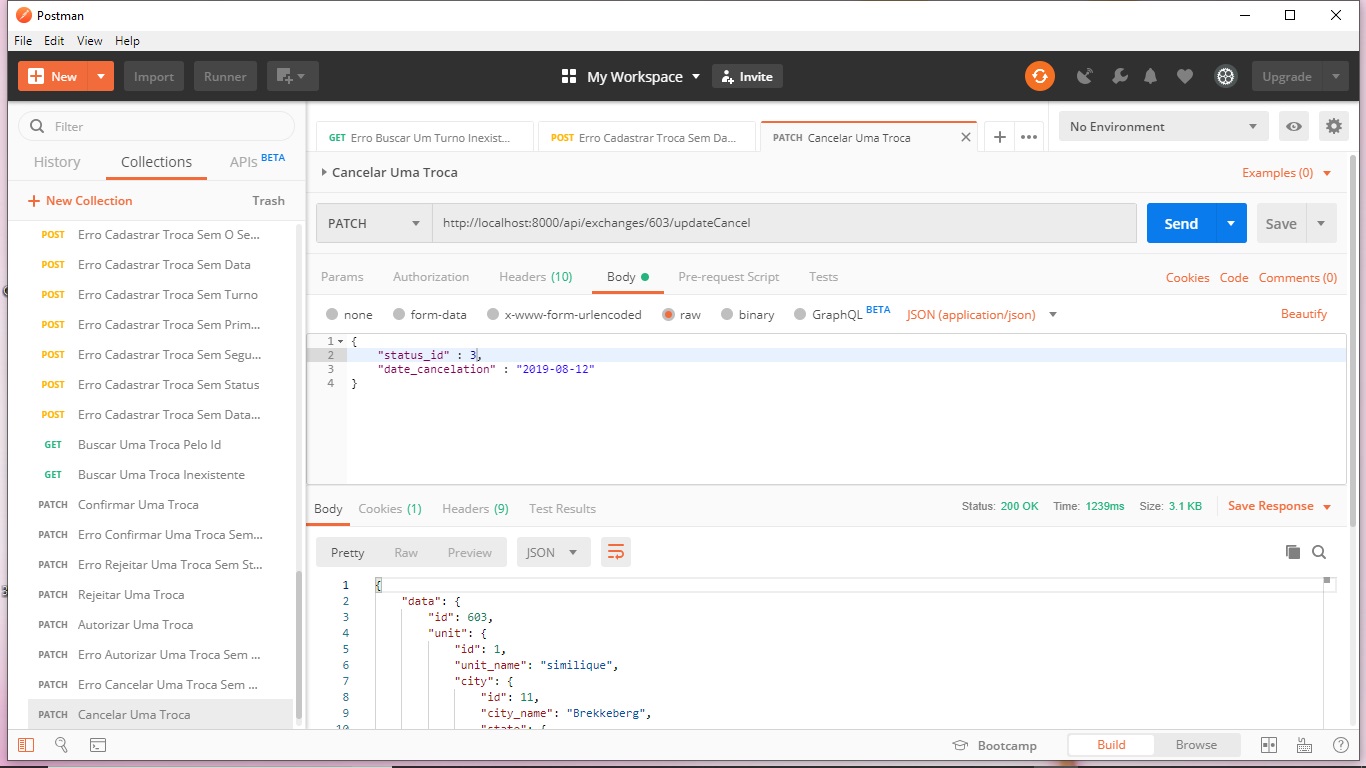 Postman
File Edit View Help
New Import Runner My Workspace Invite Upgrade
Filter
History Collections APIs BETA
New Collection Trash
POST Erro Cadastrar Troca Sem O Se...
POST Erro Cadastrar Troca Sem Data
POST Erro Cadastrar Troca Sem Turno
POST Erro Cadastrar Troca Sem Prim...
POST Erro Cadastrar Troca Sem Segu...
POST Erro Cadastrar Troca Sem Status
POST Erro Cadastrar Troca Sem Data...
GET Buscar Uma Troca Pelo Id
GET Buscar Uma Troca Inexistente
PATCH Confirmar Uma Troca
PATCH Erro Confirmar Uma Troca Sem...
PATCH Erro Rejeitar Uma Troca Sem St...
PATCH Rejeitar Uma Troca
PATCH Autorizar Uma Troca
PATCH Erro Autorizar Uma Troca Sem ...
PATCH Erro Cancelar Uma Troca Sem ...
PATCH Cancelar Uma Troca
GET Erro Buscar Um Turno Inexist... POST Erro Cadastrar Troca Sem Da... PATCH Cancelar Uma Troca
No Environment
Cancelar Uma Troca Examples (0)
PATCH http://localhost:8000/api/exchanges/603/updateCancel Send Save
Params Authorization Headers (10) Body Pre-request Script Tests Cookies Code Comments (0)
none form-data x-www-form-urlencoded raw binary GraphQL BETA JSON (application/json) Beautify
1 {
2 "status_id" : 3,
3 "date_cancelation" : "2019-08-12"
4 }
Body Cookies (1) Headers (9) Test Results Status: 200 OK Time: 1239ms Size: 3.1 KB Save Response
Pretty Raw Preview JSON
1 {
2 "data": {
3 "id": 603,
4 "unit": {
5 "id": 1,
6 "unit_name": "similique",
7 "city": {
8 "id": 11,
9 "city_name": "Brekkeberg",
10 "state": {
Bootcamp Build Browse